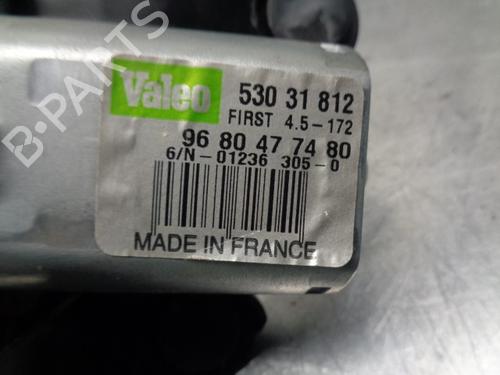 B-PARTS
Valeo
530 31 812
FIRST 4.5-172
96 80 47 74 80
6/N-01236 305-0
MADE IN FRANCE